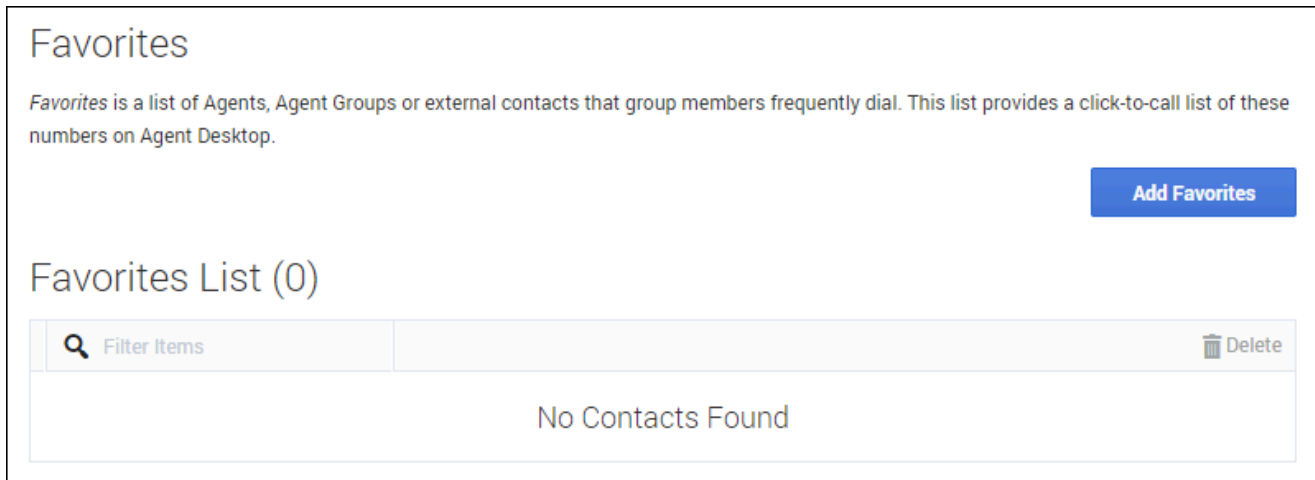 Favorites
Favorites is a list of Agents, Agent Groups or external contacts that group members frequently dial. This list provides a click-to-call list of these
numbers on Agent Desktop.
Add Favorites
Favorites List (0)
Filter Items
Delete
No Contacts Found